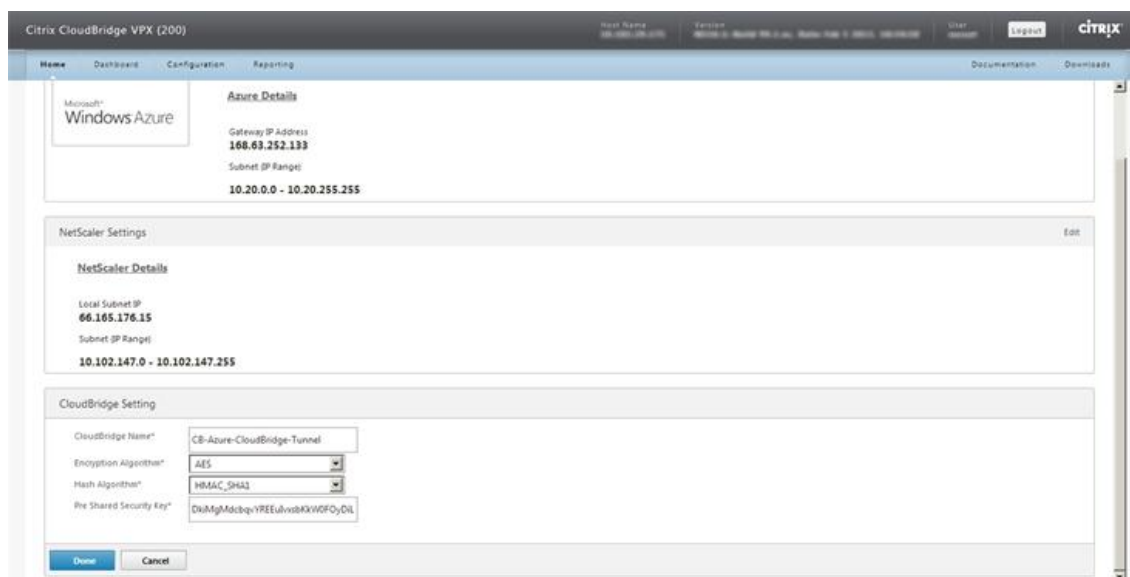 Citrix CloudBridge VPX (200)
Host Name
Version
User
Logout
CITRIX
Home Dashboard Configuration Reporting Documentation Downloads
Microsoft®
Windows Azure
Azure Details
Gateway IP Address
168.63.252.133
Subnet (IP Range)
10.20.0.0 - 10.20.255.255
NetScaler Settings Edit
NetScaler Details
Local Subnet IP
66.165.176.15
Subnet (IP Range)
10.102.147.0 - 10.102.147.255
CloudBridge Setting
CloudBridge Name* CB-Azure-CloudBridge-Tunnel
Encryption Algorithm* AES
Hash Algorithm* HMAC_SHA1
Pre Shared Security Key*
Done Cancel